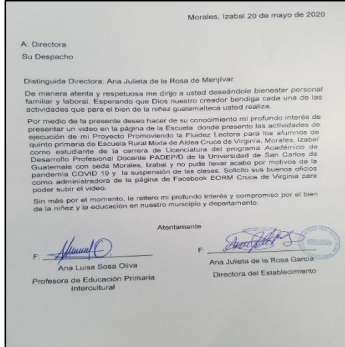 Morales, Izabal 20 de mayo de 2020
A: Directora
Su Despacho
Distinguida Directora: Ana Julieta de la Rosa de Menjívar
De manera atenta y respetuosa me dirijo a usted deseándole bienestar personal
familiar y laboral. Esperando que Dios nuestro creador bendiga cada una de las
actividades que para el bien de la niñez guatemalteca usted realiza.
Por medio de la presente deseo hacer de su conocimiento mi profundo interés de
presentar un video en la página de la Escuela donde presento las actividades de
ejecución de mi Proyecto Promoviendo la Fluidez Lectora para los alumnos de
quinto primaria de Escuela Rural Mixta de Aldea Cruce de Virginia, Morales, Izabal
como estudiante de la carrera de Licenciatura del programa Académico de
Desarrollo Profesional Docente PADEP/D de la Universidad de San Carlos de
Guatemala con sede Morales, Izabal y no pude llevar acabo por motivos de la
pandemia COVID 19 y la suspensión de las clases. Solicito sus buenos oficios
como administradora de la página de Facebook EORM Cruce de Virginia para
poder subir el video.
Sin más por el momento, le reitero mi profundo interés y compromiso por el bien
de la niñez y la educación en nuestro municipio y departamento.
Atentamente
F: F:
Ana Luisa Sosa Oliva Ana Julieta de la Rosa García
Profesora de Educación Primaria Directora del Establecimiento
Intercultural